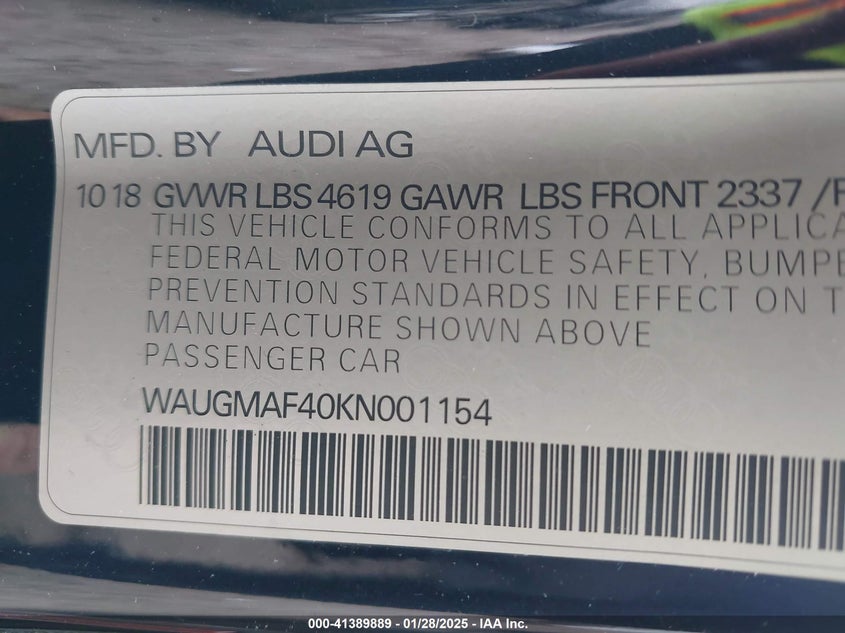 MFD. BY AUDI AG
10 18 GVWR LBS 4619 GAWR LBS FRONT 2337 /
THIS VEHICLE CONFORMS TO ALL
FEDERAL MOTOR VEHICLE SAFETY,
PREVENTION STANDARDS IN EFFECT ON
MANUFACTURE SHOWN ABOVE
PASSENGER CAR
WAUGMAF40KN001154
000-41389889 - 01/28/2025 - IAA Inc.